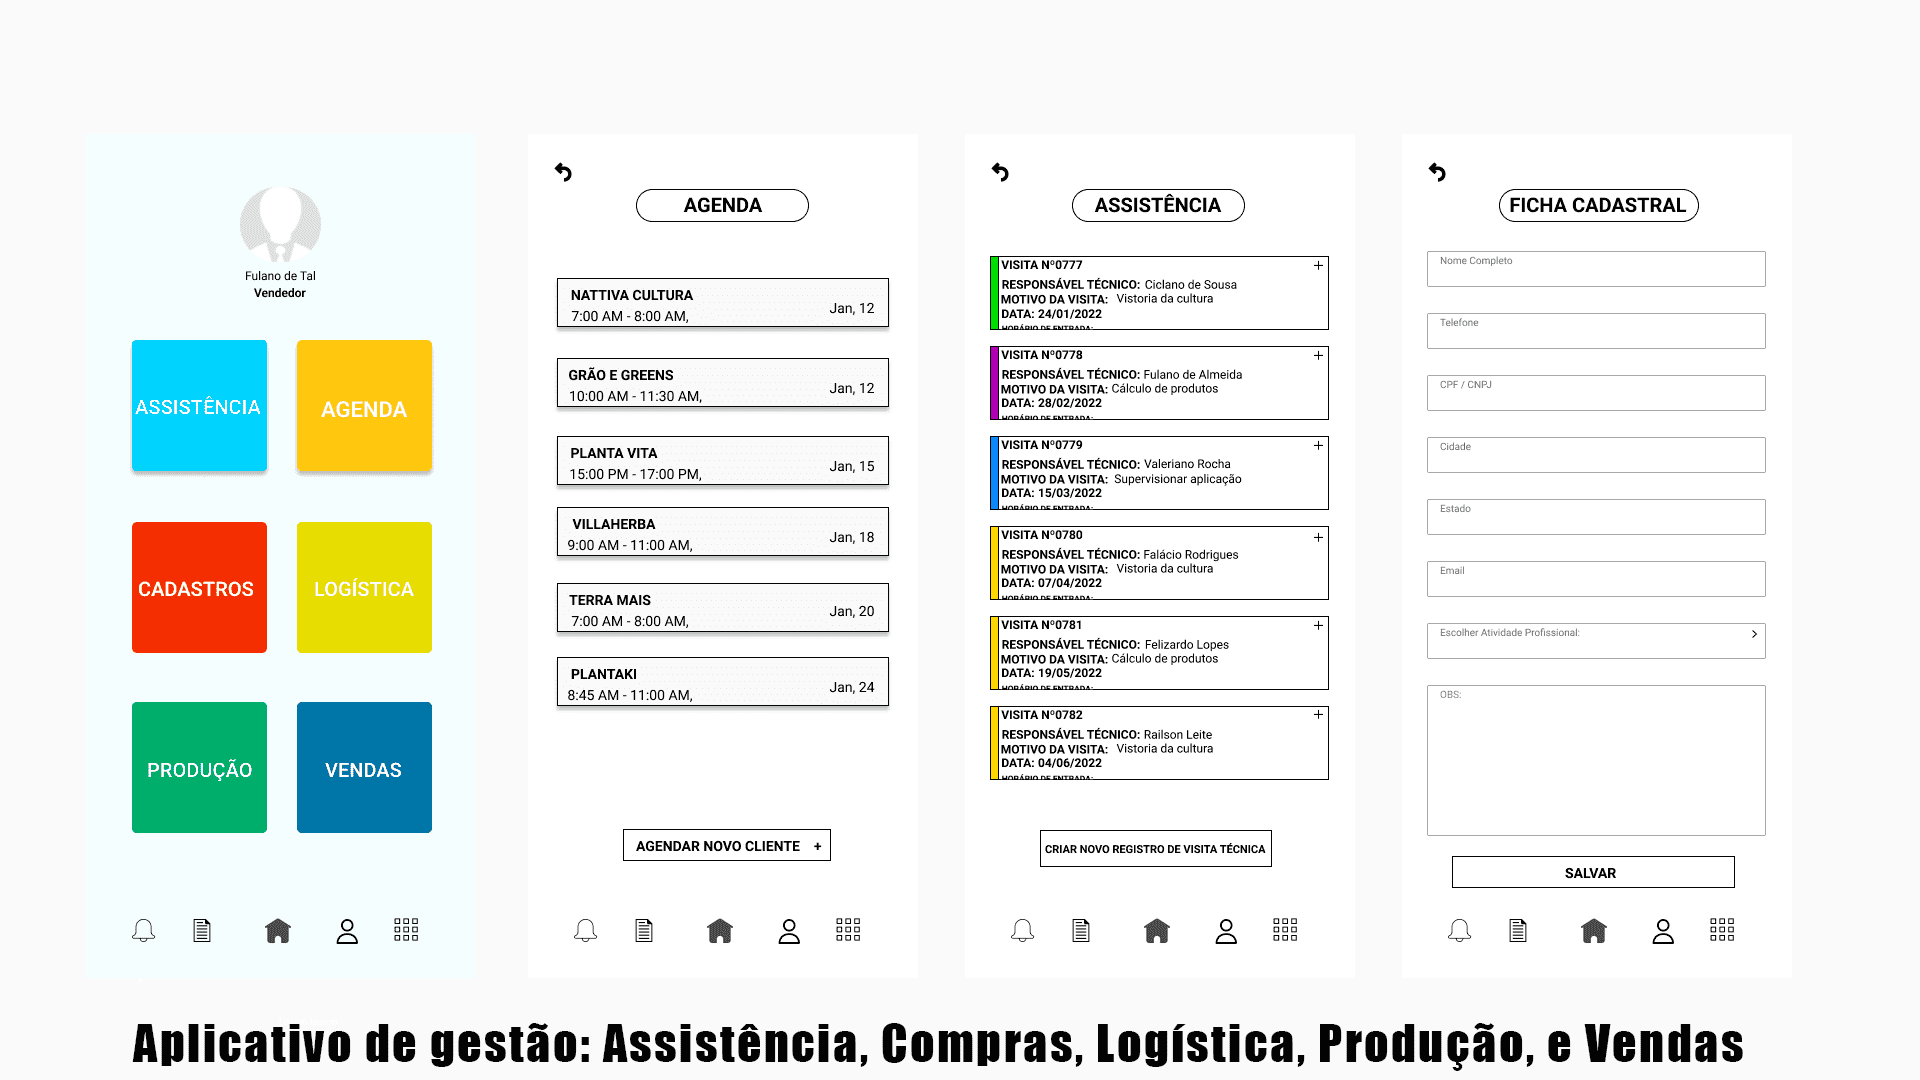 Fulano de Tal
Vendedor
ASSISTÊNCIA
AGENDA
CADASTROS
LOGÍSTICA
PRODUÇÃO
VENDAS
AGENDA
NATTIVA CULTURA
7:00 AM - 8:00 AM,
Jan, 12
GRÃO E GREENS
10:00 AM - 11:30 AM,
Jan, 12
PLANTA VITA
15:00 PM - 17:00 PM,
Jan, 15
VILLAHERBA
9:00 AM - 11:00 AM,
Jan, 18
TERRA MAIS
7:00 AM - 8:00 AM,
Jan, 20
PLANTAKI
8:45 AM - 11:00 AM,
Jan, 24
AGENDAR NOVO CLIENTE +
ASSISTÊNCIA
VISITA Nº0777 +
RESPONSÁVEL TÉCNICO: Ciclano de Sousa
MOTIVO DA VISITA: Vistoria da cultura
DATA: 24/01/2022
HORÁRIO DE ENTRADA:
VISITA Nº0778 +
RESPONSÁVEL TÉCNICO: Fulano de Almeida
MOTIVO DA VISITA: Cálculo de produtos
DATA: 28/02/2022
HORÁRIO DE ENTRADA:
VISITA Nº0779 +
RESPONSÁVEL TÉCNICO: Valeriano Rocha
MOTIVO DA VISITA: Supervisionar aplicação
DATA: 15/03/2022
HORÁRIO DE ENTRADA:
VISITA Nº0780 +
RESPONSÁVEL TÉCNICO: Falácio Rodrigues
MOTIVO DA VISITA: Vistoria da cultura
DATA: 07/04/2022
HORÁRIO DE ENTRADA:
VISITA Nº0781 +
RESPONSÁVEL TÉCNICO: Felizardo Lopes
MOTIVO DA VISITA: Cálculo de produtos
DATA: 19/05/2022
HORÁRIO DE ENTRADA:
VISITA Nº0782 +
RESPONSÁVEL TÉCNICO: Railson Leite
MOTIVO DA VISITA: Vistoria da cultura
DATA: 04/06/2022
HORÁRIO DE ENTRADA:
CRIAR NOVO REGISTRO DE VISITA TÉCNICA
FICHA CADASTRAL
Nome Completo
Telefone
CPF / CNPJ
Cidade
Estado
Email
Escolher Atividade Profissional:
OBS:
SALVAR
Aplicativo de gestão: Assistência, Compras, Logística, Produção, e Vendas